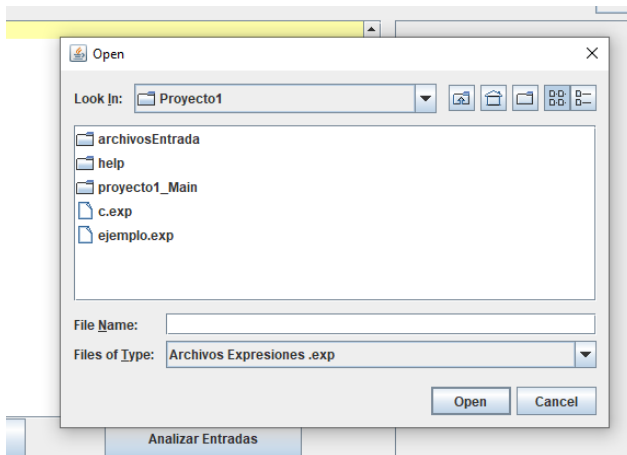 Open
Look In: Proyecto1
archivosEntrada
help
proyecto1_Main
c.exp
ejemplo.exp
File Name:
Files of Type: Archivos Expresiones .exp
Open Cancel
Analizar Entradas